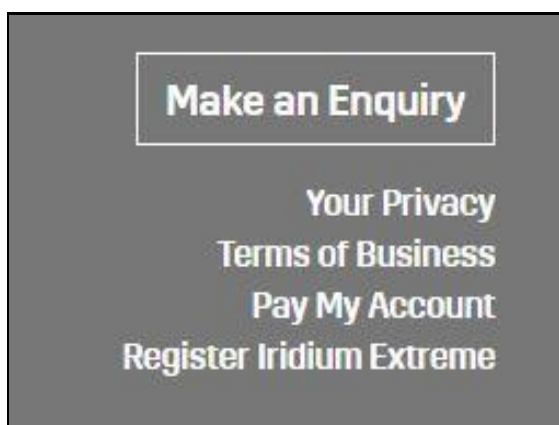 Make an Enquiry
Your Privacy
Terms of Business
Pay My Account
Register Iridium Extreme